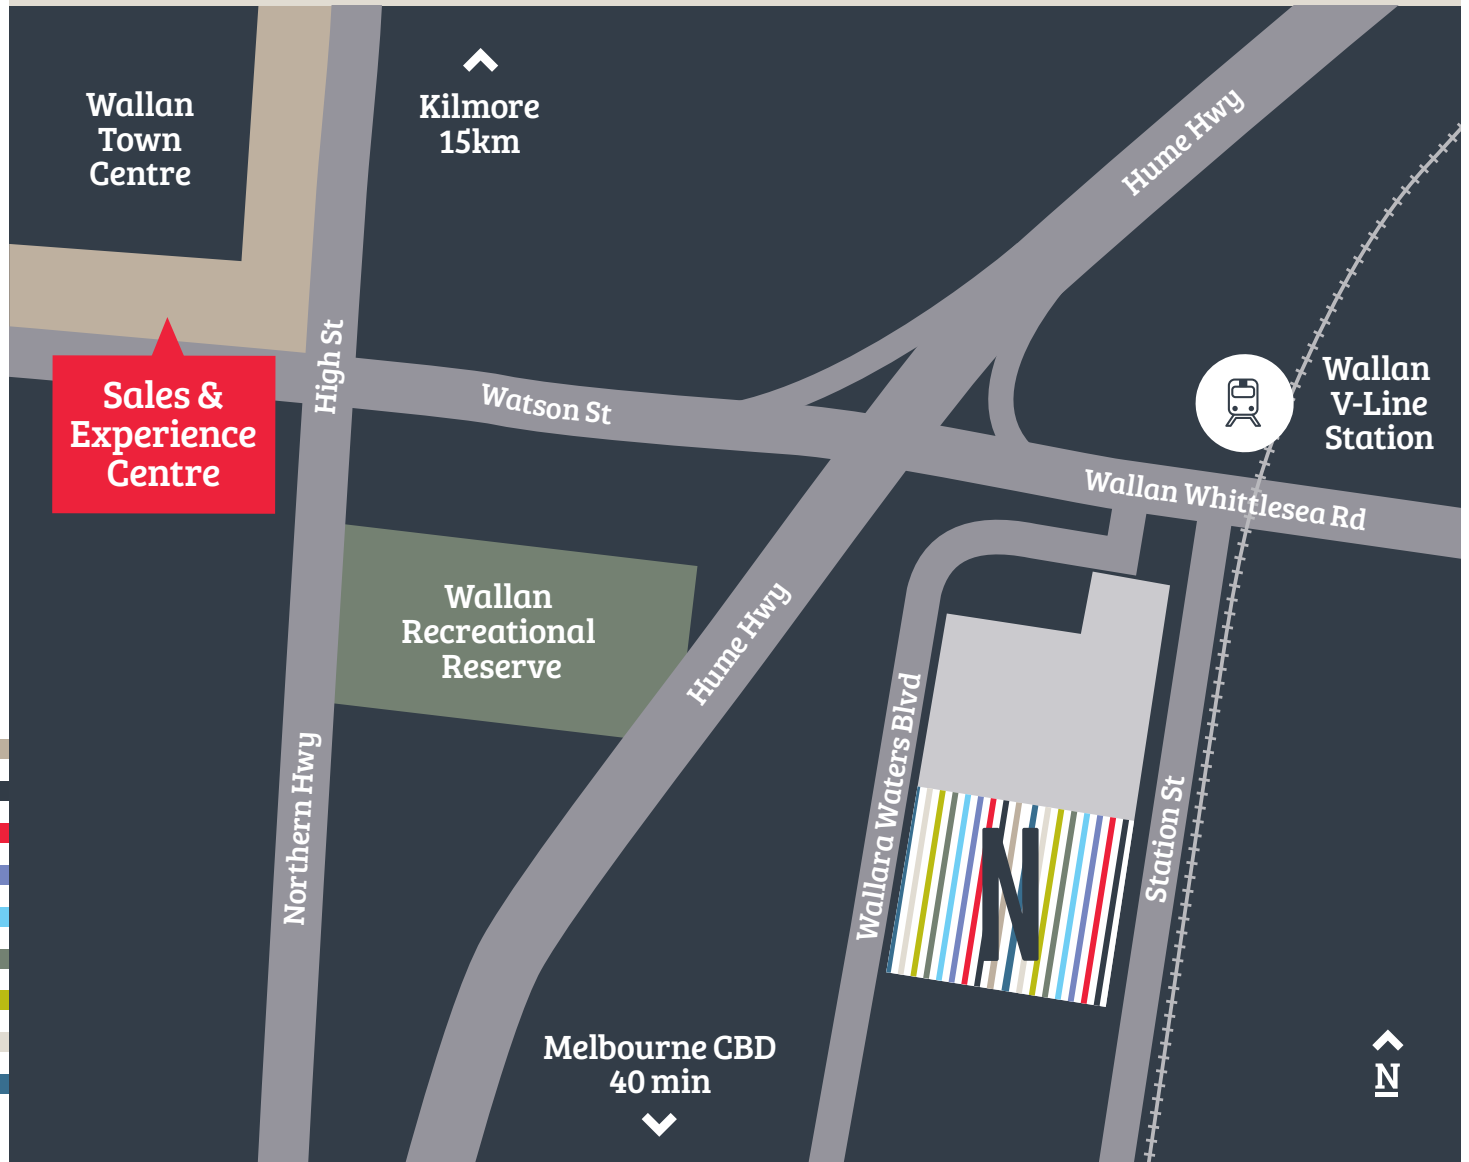 Wallan
Town
Centre
Kilmore
15km
Hume Hwy
High St
Sales &
Experience
Centre
Watson St
Wallan
V-Line
Station
Wallan Whittlesea Rd
Wallan
Recreational
Reserve
Hume Hwy
Northern Hwy
Wallara Waters Blvd
N
Station St
Melbourne CBD
40 min
N